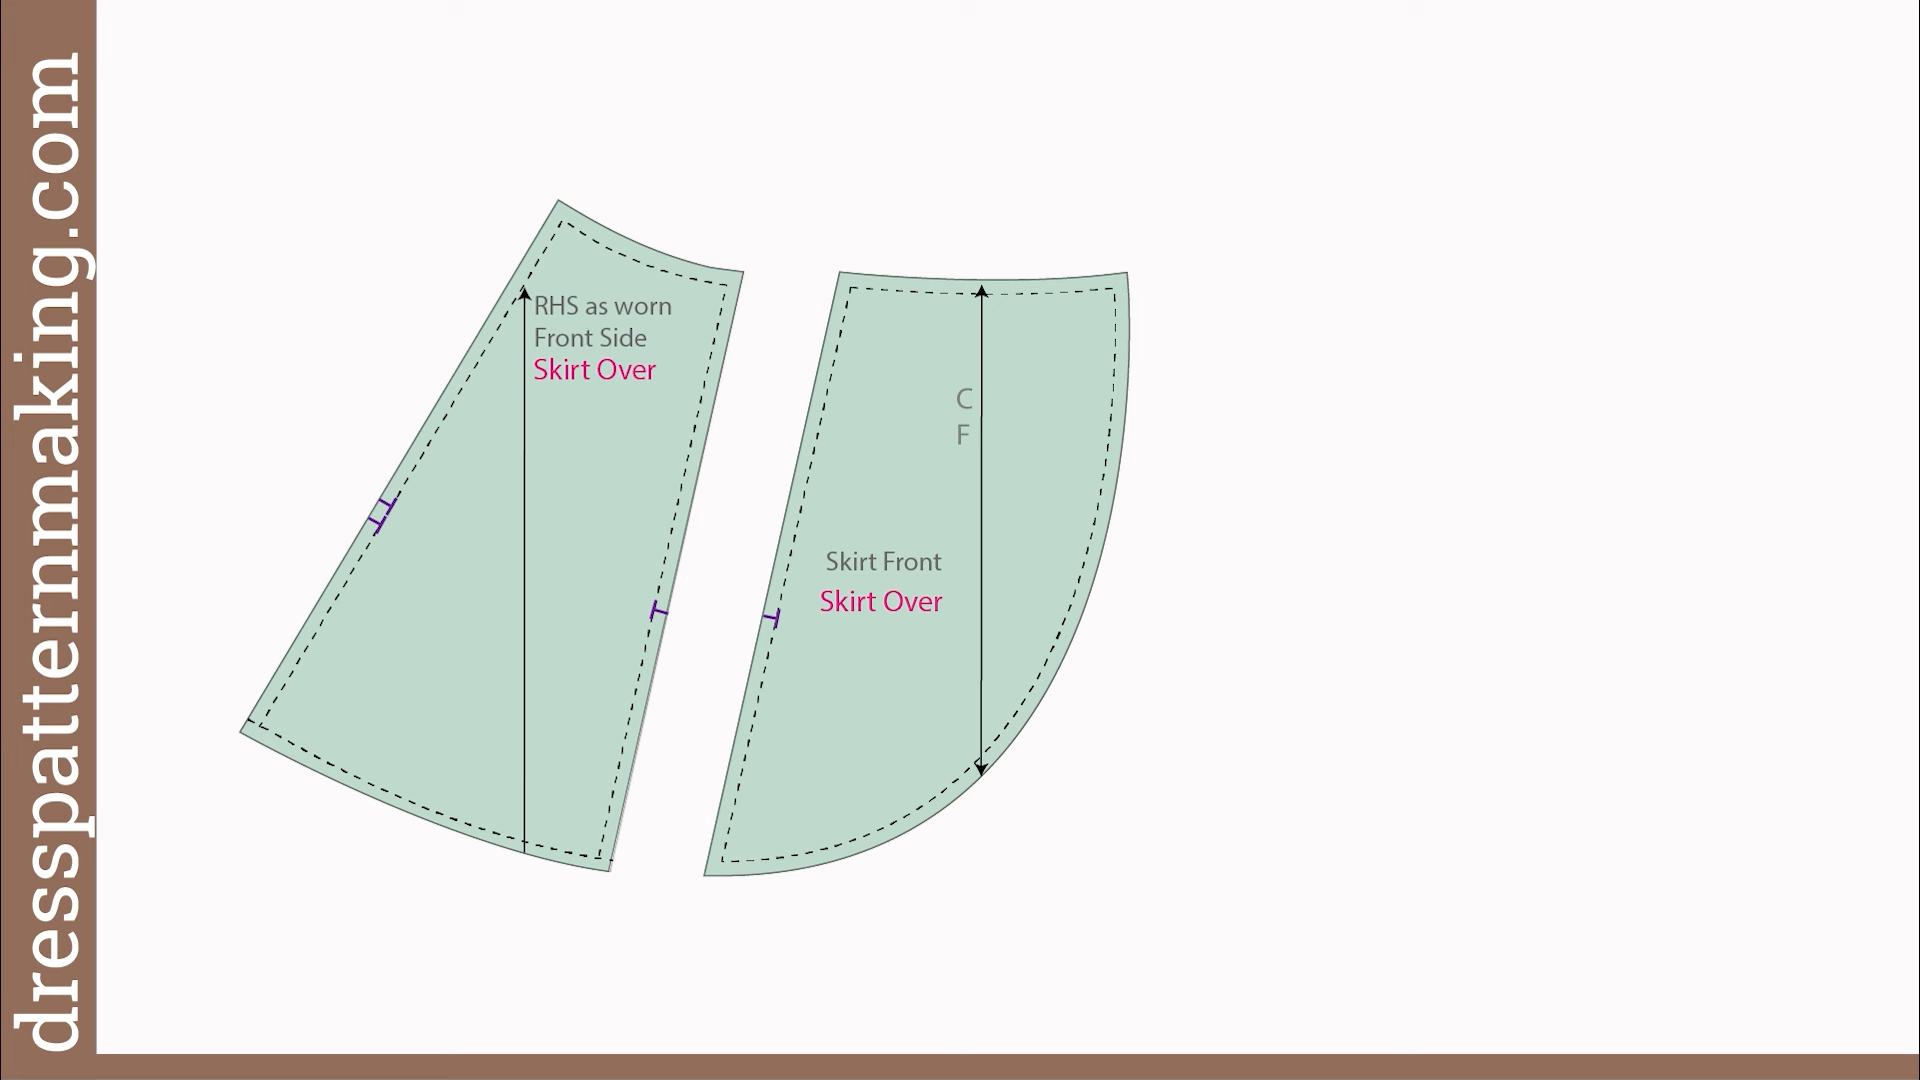 dresspatternmaking.com
RHS as worn
Front Side
Skirt Over
C
F
Skirt Front
Skirt Over